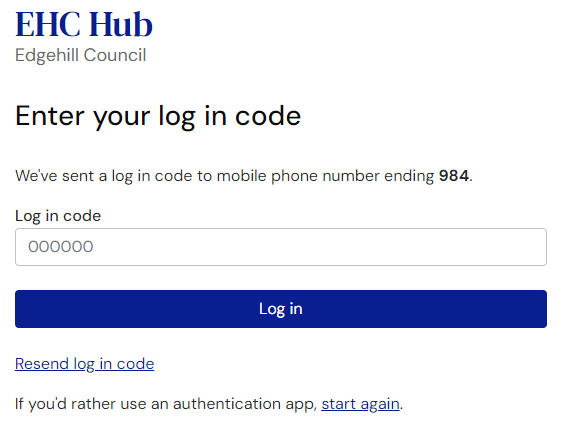 EHC Hub
Edgehill Council
Enter your log in code
We've sent a log in code to mobile phone number ending 984.
Log in code
000000
Log in
Resend log in code
If you'd rather use an authentication app, start again.